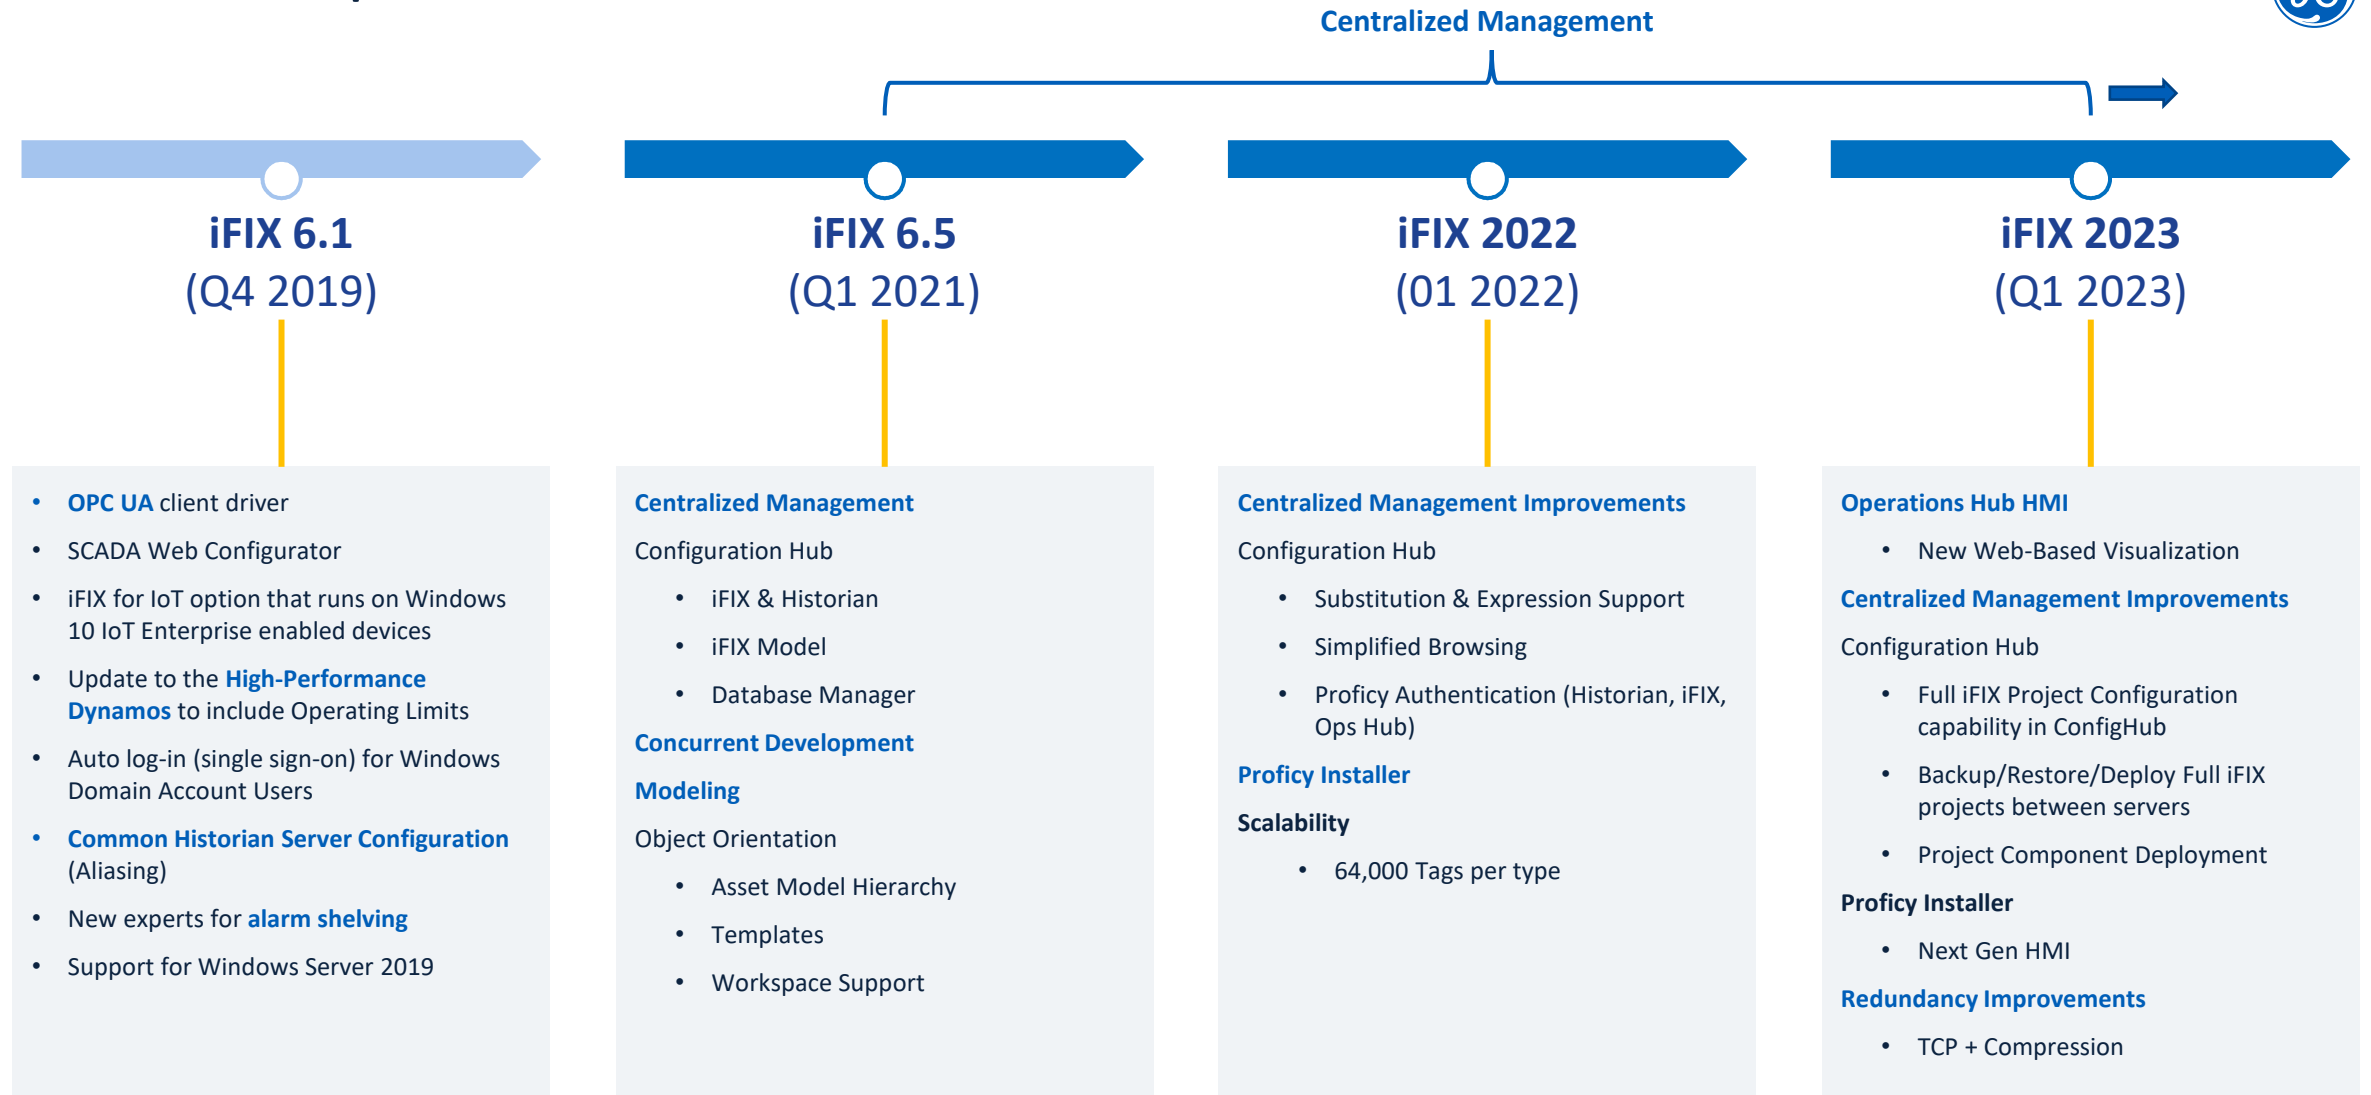 Centralized Management
iFIX 6.1
(Q4 2019)
iFIX 6.5
(Q1 2021)
iFIX 2022
(01 2022)
iFIX 2023
(Q1 2023)
• OPC UA client driver
• SCADA Web Configurator
• iFIX for IoT option that runs on Windows
10 IoT Enterprise enabled devices
• Update to the High-Performance
Dynamos to include Operating Limits
• Auto log-in (single sign-on) for Windows
Domain Account Users
• Common Historian Server Configuration
(Aliasing)
• New experts for alarm shelving
• Support for Windows Server 2019
Centralized Management
Configuration Hub
• iFIX & Historian
• iFIX Model
• Database Manager
Concurrent Development
Modeling
Object Orientation
• Asset Model Hierarchy
• Templates
• Workspace Support
Centralized Management Improvements
Configuration Hub
• Substitution & Expression Support
• Simplified Browsing
• Proficy Authentication (Historian, iFIX,
Ops Hub)
Proficy Installer
Scalability
• 64,000 Tags per type
Operations Hub HMI
• New Web-Based Visualization
Centralized Management Improvements
Configuration Hub
• Full iFIX Project Configuration
capability in ConfigHub
• Backup/Restore/Deploy Full iFIX
projects between servers
• Project Component Deployment
Proficy Installer
• Next Gen HMI
Redundancy Improvements
• TCP + Compression